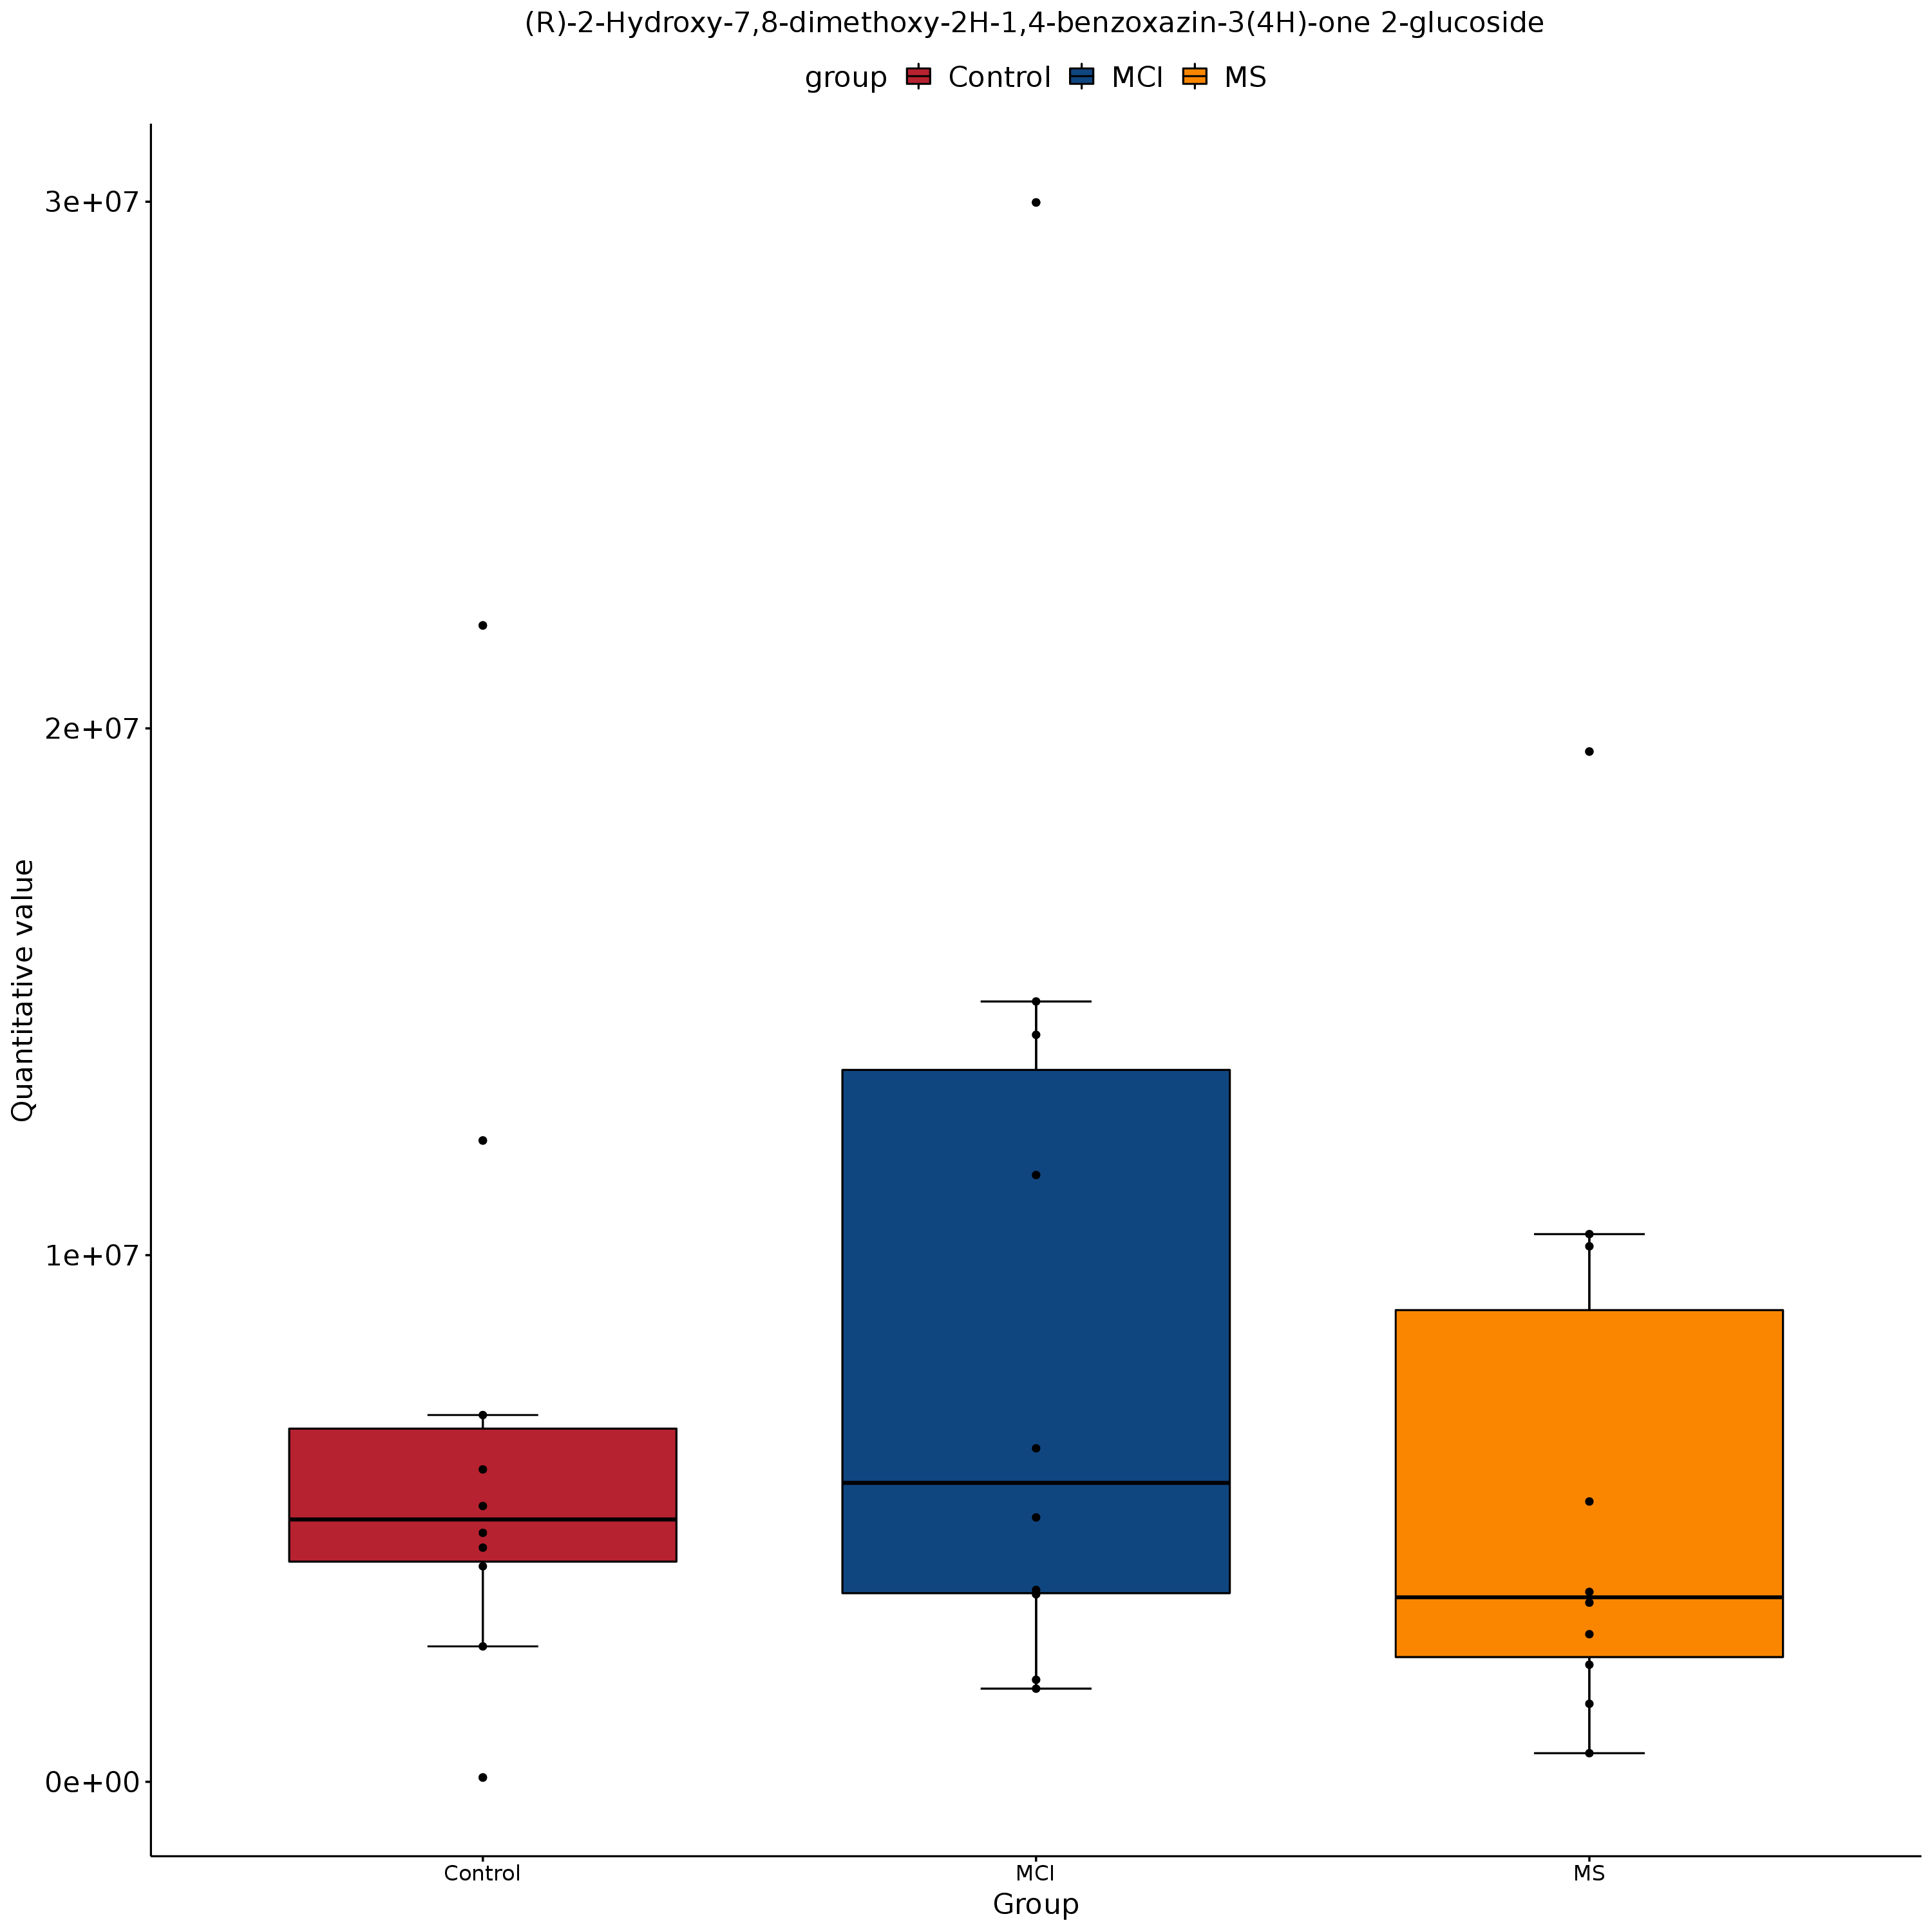 (R)-2-Hydroxy-7,8-dimethoxy-2H-1,4-benzoxazin-3(4H)-one 2-glucoside
group Control MCI MS
3e+07
2e+07
1e+07
0e+00
Quantitative value
Control MCI MS
Group